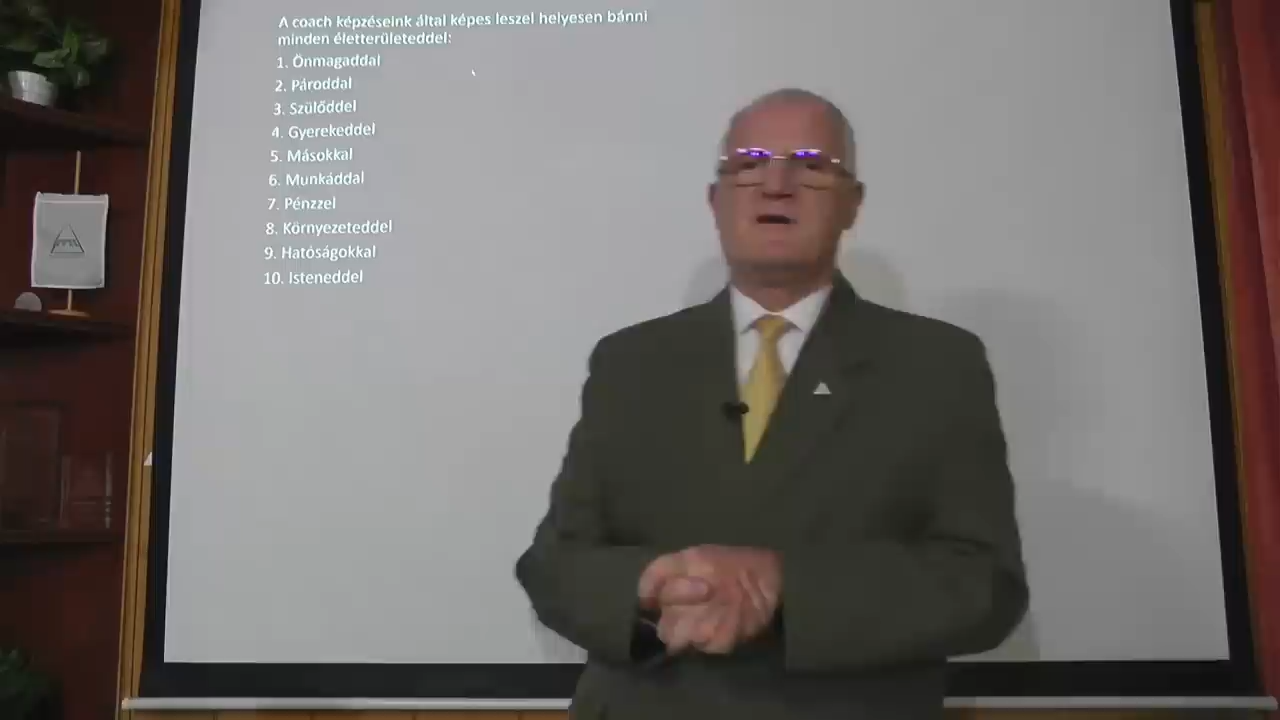 A coach képzéseink által képes leszel helyesen bánni
minden életterületeddel:
1. Önmagaddal
2. Pároddal
3. Szülőddel
4. Gyerekeddel
5. Másokkal
6. Munkáddal
7. Pénzzel
8. Környezeteddel
9. Hatóságokkal
10. Isteneddel